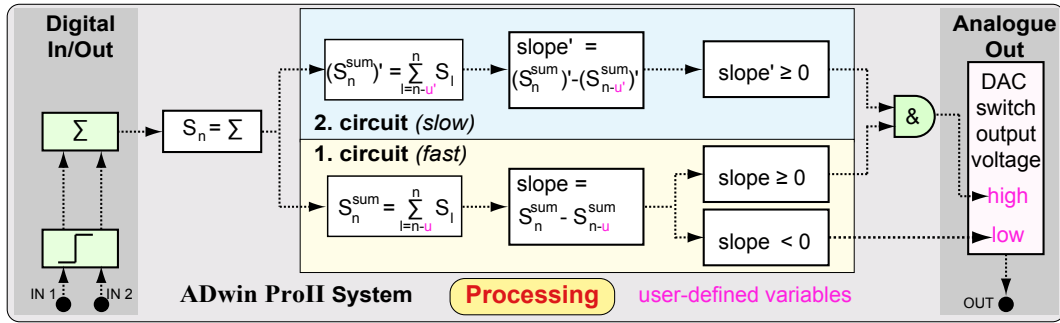 Digital
In/Out
Analogue
Out
(S_n^sum)' = ∑_{l=n-u'}^n S_l
slope' =
(S_n^sum)'-(S_{n-u'}^sum)'
slope' ≥ 0
DAC
switch
output
voltage
high
low
Σ
S_n = Σ
&
2. circuit (slow)
1. circuit (fast)
S_n^sum = ∑_{l=n-u}^n S_l
slope =
S_n^sum - S_{n-u}^sum
slope ≥ 0
slope < 0
IN 1
IN 2
ADwin ProII System
Processing
user-defined variables
OUT